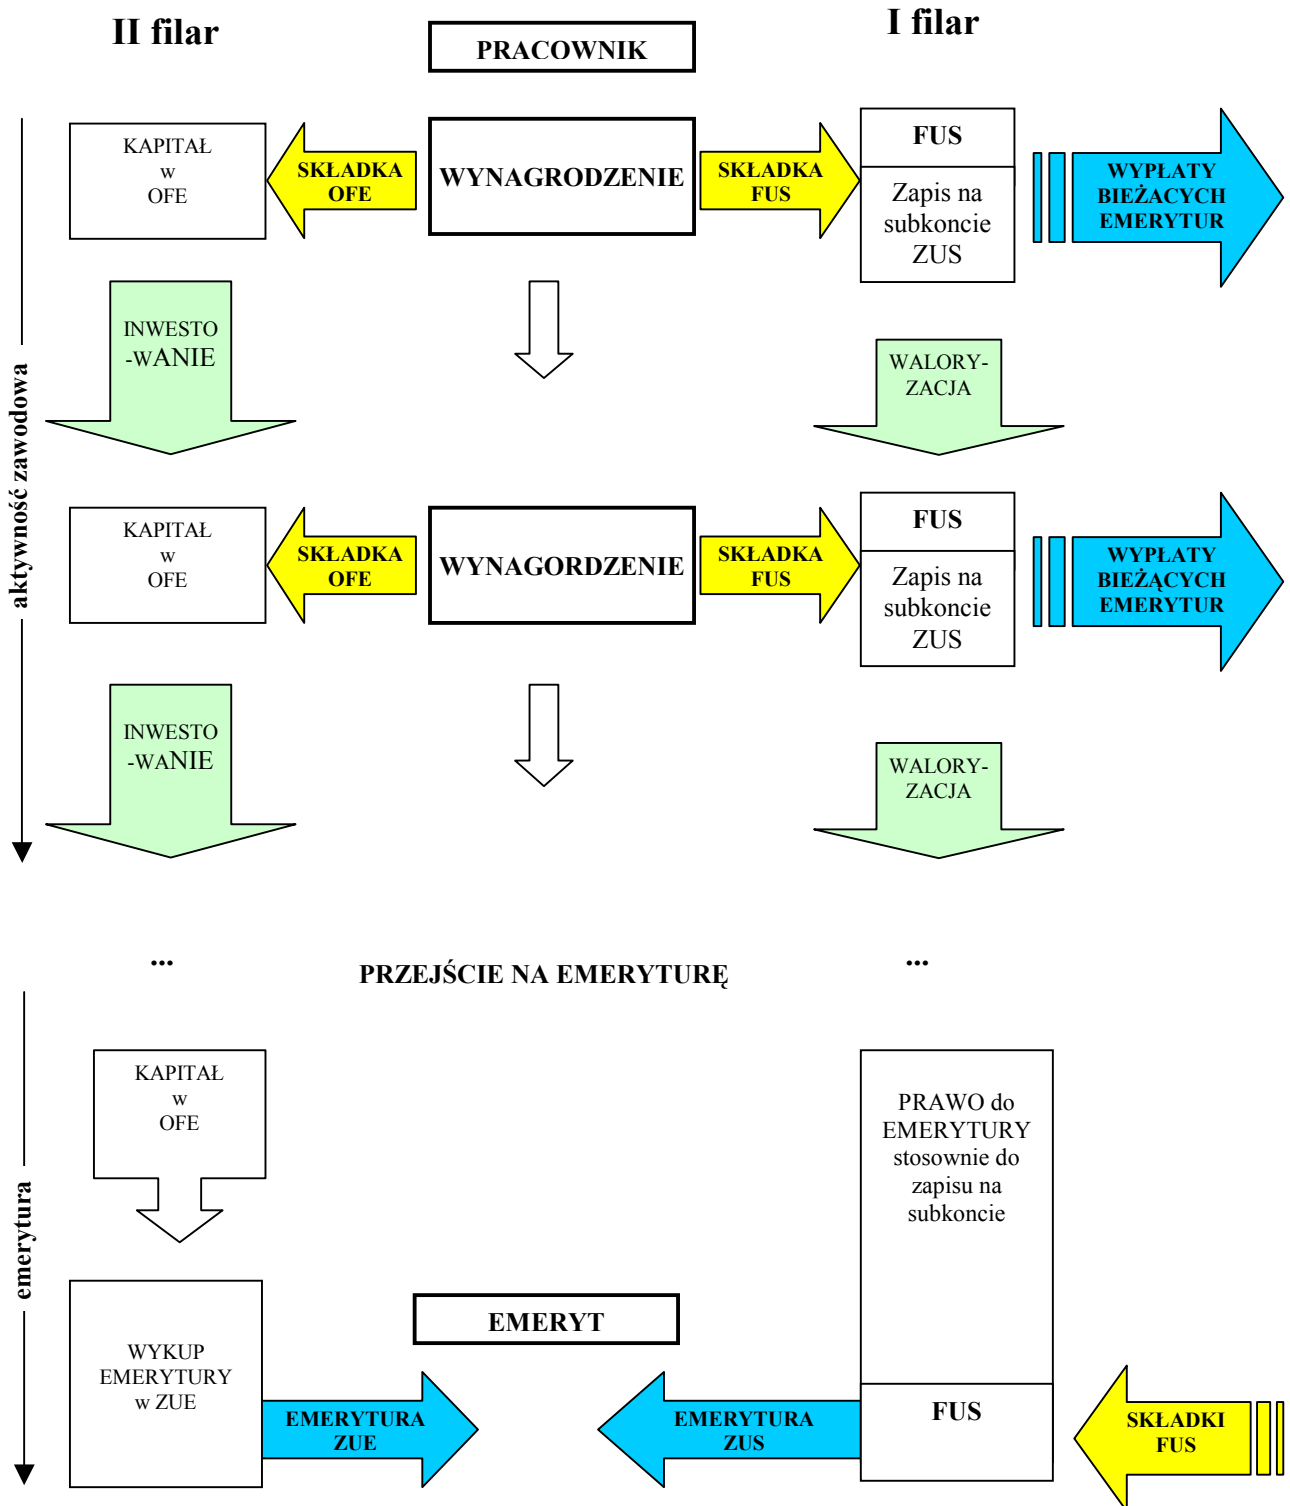 II filar
PRACOWNIK
I filar
KAPITAŁ
w
OFE
SKŁADKA
OFE
WYNAGRODZENIE
SKŁADKA
FUS
FUS
Zapis na
subkoncie
ZUS
WYPŁATY
BIEŻACYCH
EMERYTUR
INWESTO
-WANIE
WALORY-
ZACJA
aktywność zawodowa
KAPITAŁ
w
OFE
SKŁADKA
OFE
WYNAGORDZENIE
SKŁADKA
FUS
FUS
Zapis na
subkoncie
ZUS
WYPŁATY
BIEŻĄCYCH
EMERYTUR
INWESTO
-WANIE
WALORY-
ZACJA
...
PRZEJŚCIE NA EMERYTURĘ
...
emerytura
KAPITAŁ
w
OFE
PRAWO do
EMERYTURY
stosownie do
zapisu na
subkoncie
EMERYT
WYKUP
EMERYTURY
w ZUE
EMERYTURA
ZUE
EMERYTURA
ZUS
FUS
SKŁADKI
FUS